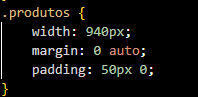 .produtos {
    width: 940px;
    margin: 0 auto;
    padding: 50px 0;
}